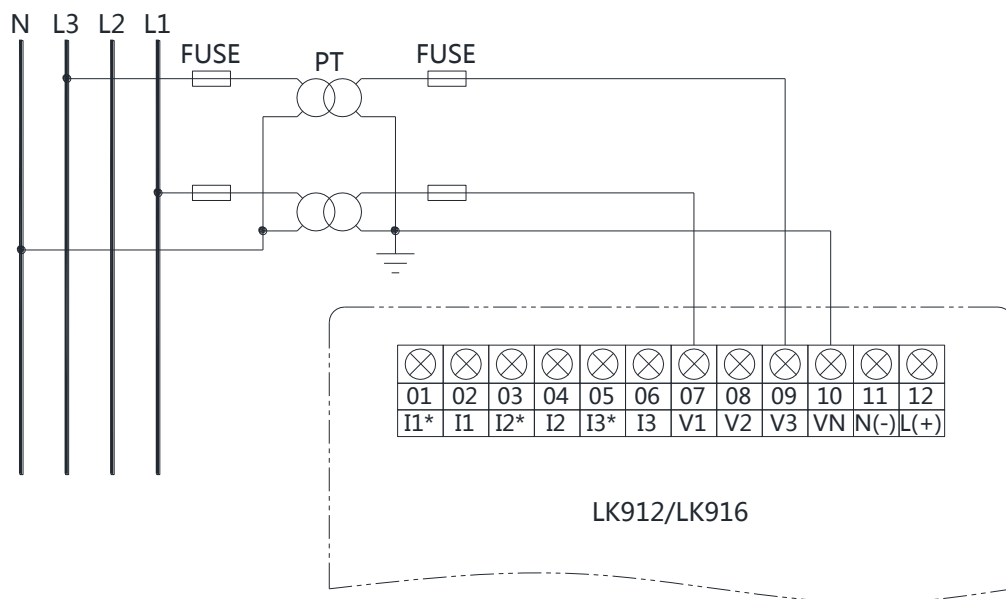 N L3 L2 L1
FUSE PT FUSE
01 02 03 04 05 06 07 08 09 10 11 12
I1* I1 I2* I2 I3* I3 V1 V2 V3 VN N(-) L(+)
LK912/LK916